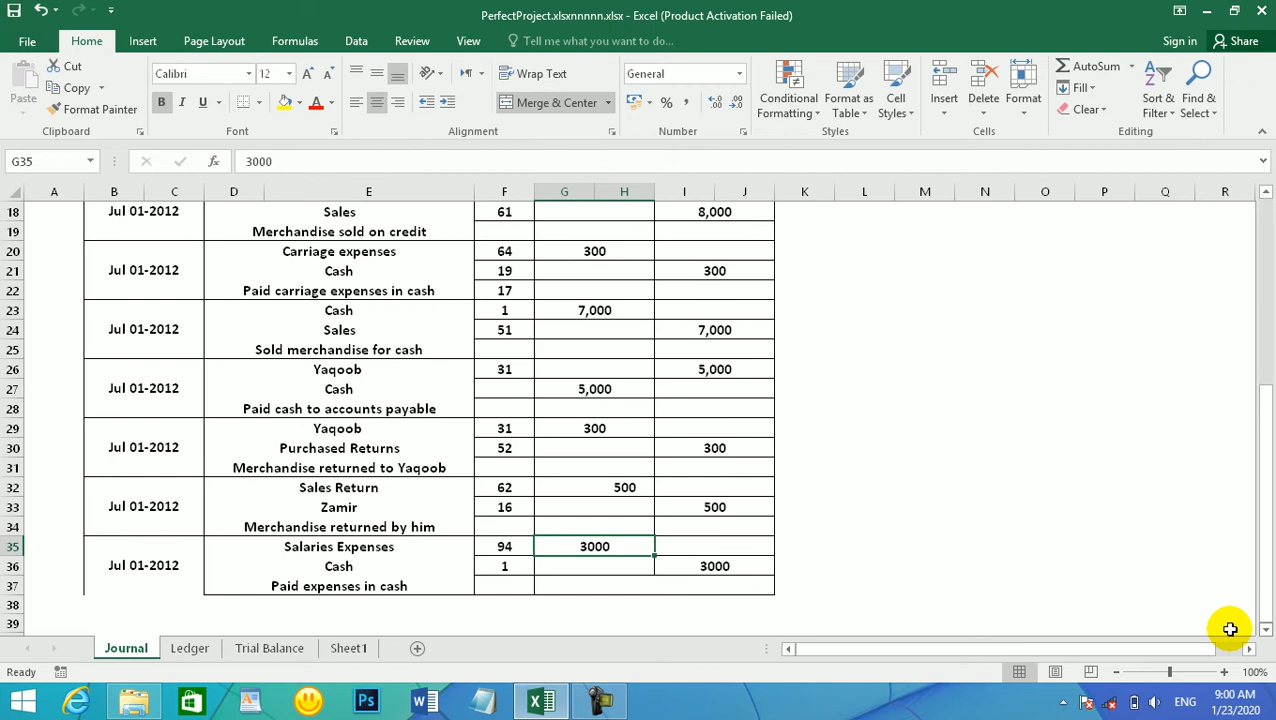 PerfectProject.xlsxnnnnn.xlsx - Excel (Product Activation Failed)
File Home Insert Page Layout Formulas Data Review View Tell me what you want to do... Sign in Share
Cut
Copy
Format Painter
Paste
Calibri 12
B I U
Wrap Text
Merge & Center
General
% ,
Conditional Formatting
Format as Table
Cell Styles
Insert Delete Format
AutoSum
Fill
Clear
Sort & Filter
Find & Select
Clipboard Font Alignment Number Styles Cells Editing
G35 fx 3000
A B C D E F G H I J K L M N O P Q R
18 Jul 01-2012 Sales 61 8,000
19 Merchandise sold on credit
20 Carriage expenses 64 300
21 Jul 01-2012 Cash 19 300
22 Paid carriage expenses in cash 17
23 Cash 1 7,000
24 Jul 01-2012 Sales 51 7,000
25 Sold merchandise for cash
26 Yaqoob 31 5,000
27 Jul 01-2012 Cash 5,000
28 Paid cash to accounts payable
29 Yaqoob 31 300
30 Jul 01-2012 Purchased Returns 52 300
31 Merchandise returned to Yaqoob
32 Sales Return 62 500
33 Jul 01-2012 Zamir 16 500
34 Merchandise returned by him
35 Salaries Expenses 94 3000
36 Jul 01-2012 Cash 1 3000
37 Paid expenses in cash
38
39
Journal Ledger Trial Balance Sheet1
Ready 100%
ENG 9:00 AM
1/23/2020